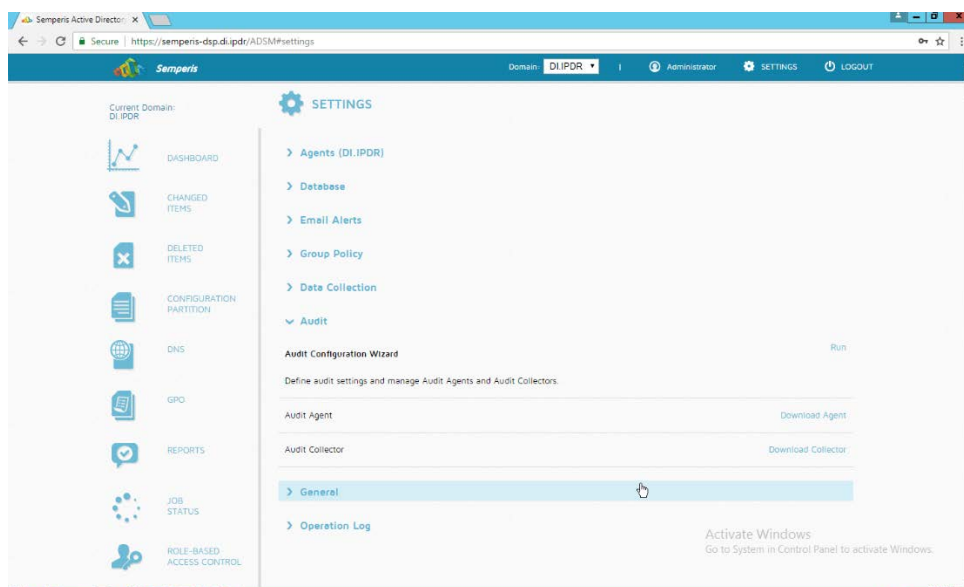 Semperis Active Director
Secure | https://semperis-dsp.di.ipdr/ADSM#settings
Semperis
Domain: DI.IPDR
Administrator
SETTINGS
LOGOUT
Current Domain:
DI.IPDR
SETTINGS
DASHBOARD
CHANGED
ITEMS
DELETED
ITEMS
CONFIGURATION
PARTITION
DNS
GPO
REPORTS
JOB
STATUS
ROLE-BASED
ACCESS CONTROL
Agents (DI.IPDR)
Database
Email Alerts
Group Policy
Data Collection
Audit
Audit Configuration Wizard
Run
Define audit settings and manage Audit Agents and Audit Collectors.
Audit Agent
Download Agent
Audit Collector
Download Collector
General
Operation Log
Activate Windows
Go to System in Control Panel to activate Windows.